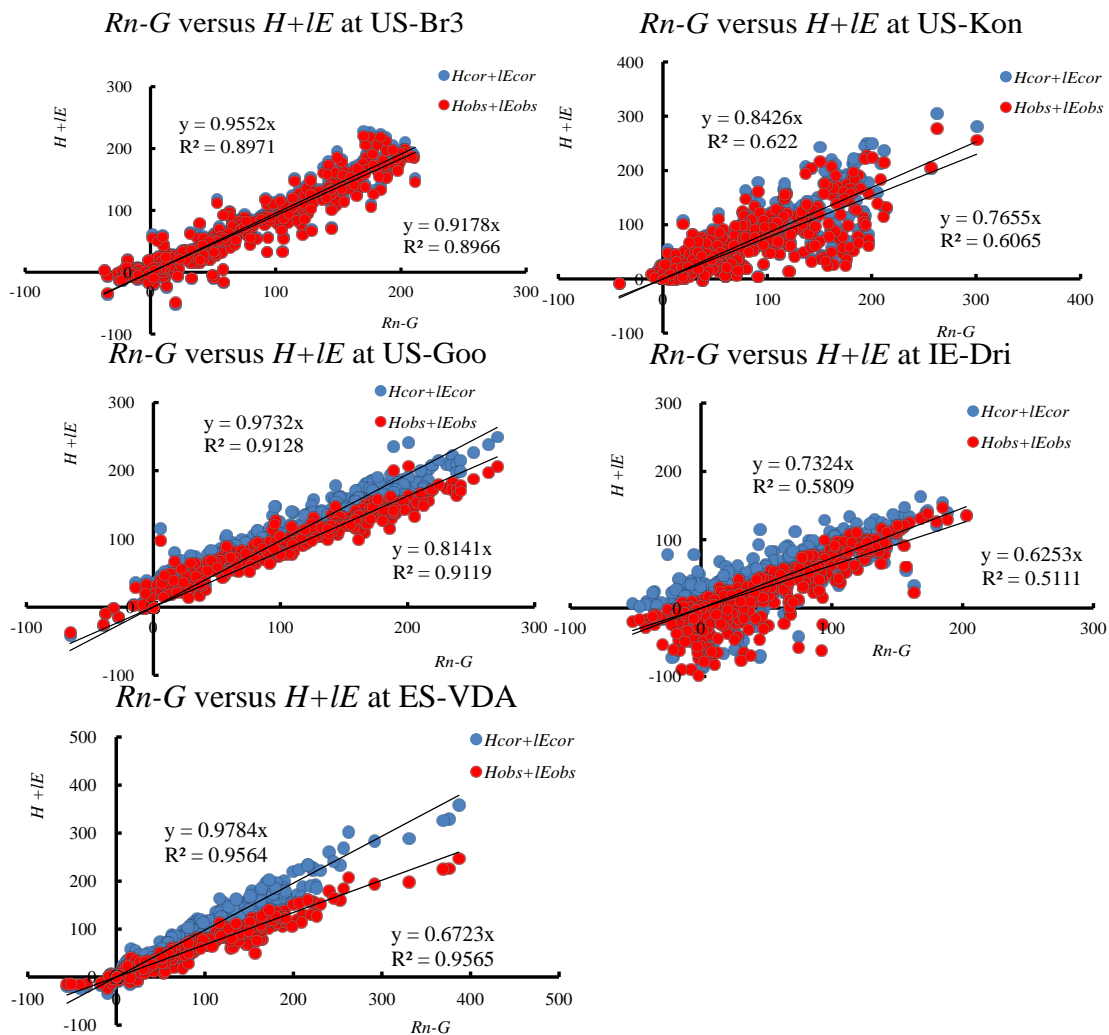 Rn-G versus H+lE at US-Br3
300
200
100
0
-100
-100
0
100
200
300
H+lE
Rn-G
Hcor+lEcor
Hobs+lEobs
y = 0.9552x
R² = 0.8971
y = 0.9178x
R² = 0.8966
Rn-G versus H+lE at US-Kon
400
300
200
100
0
-100
-100
0
100
200
300
400
H+lE
Rn-G
Hcor+lEcor
Hobs+lEobs
y = 0.8426x
R² = 0.622
y = 0.7655x
R² = 0.6065
Rn-G versus H+lE at US-Goo
300
200
100
0
-100
-100
0
100
200
300
H+lE
Rn-G
Hcor+lEcor
Hobs+lEobs
y = 0.9732x
R² = 0.9128
y = 0.8141x
R² = 0.9119
Rn-G versus H+lE at IE-Dri
300
200
100
0
-100
-100
0
100
200
300
H+lE
Rn-G
Hcor+lEcor
Hobs+lEobs
y = 0.7324x
R² = 0.5809
y = 0.6253x
R² = 0.5111
Rn-G versus H+lE at ES-VDA
500
400
300
200
100
0
-100
-100
0
100
200
300
400
500
H+lE
Rn-G
Hcor+lEcor
Hobs+lEobs
y = 0.9784x
R² = 0.9564
y = 0.6723x
R² = 0.9565